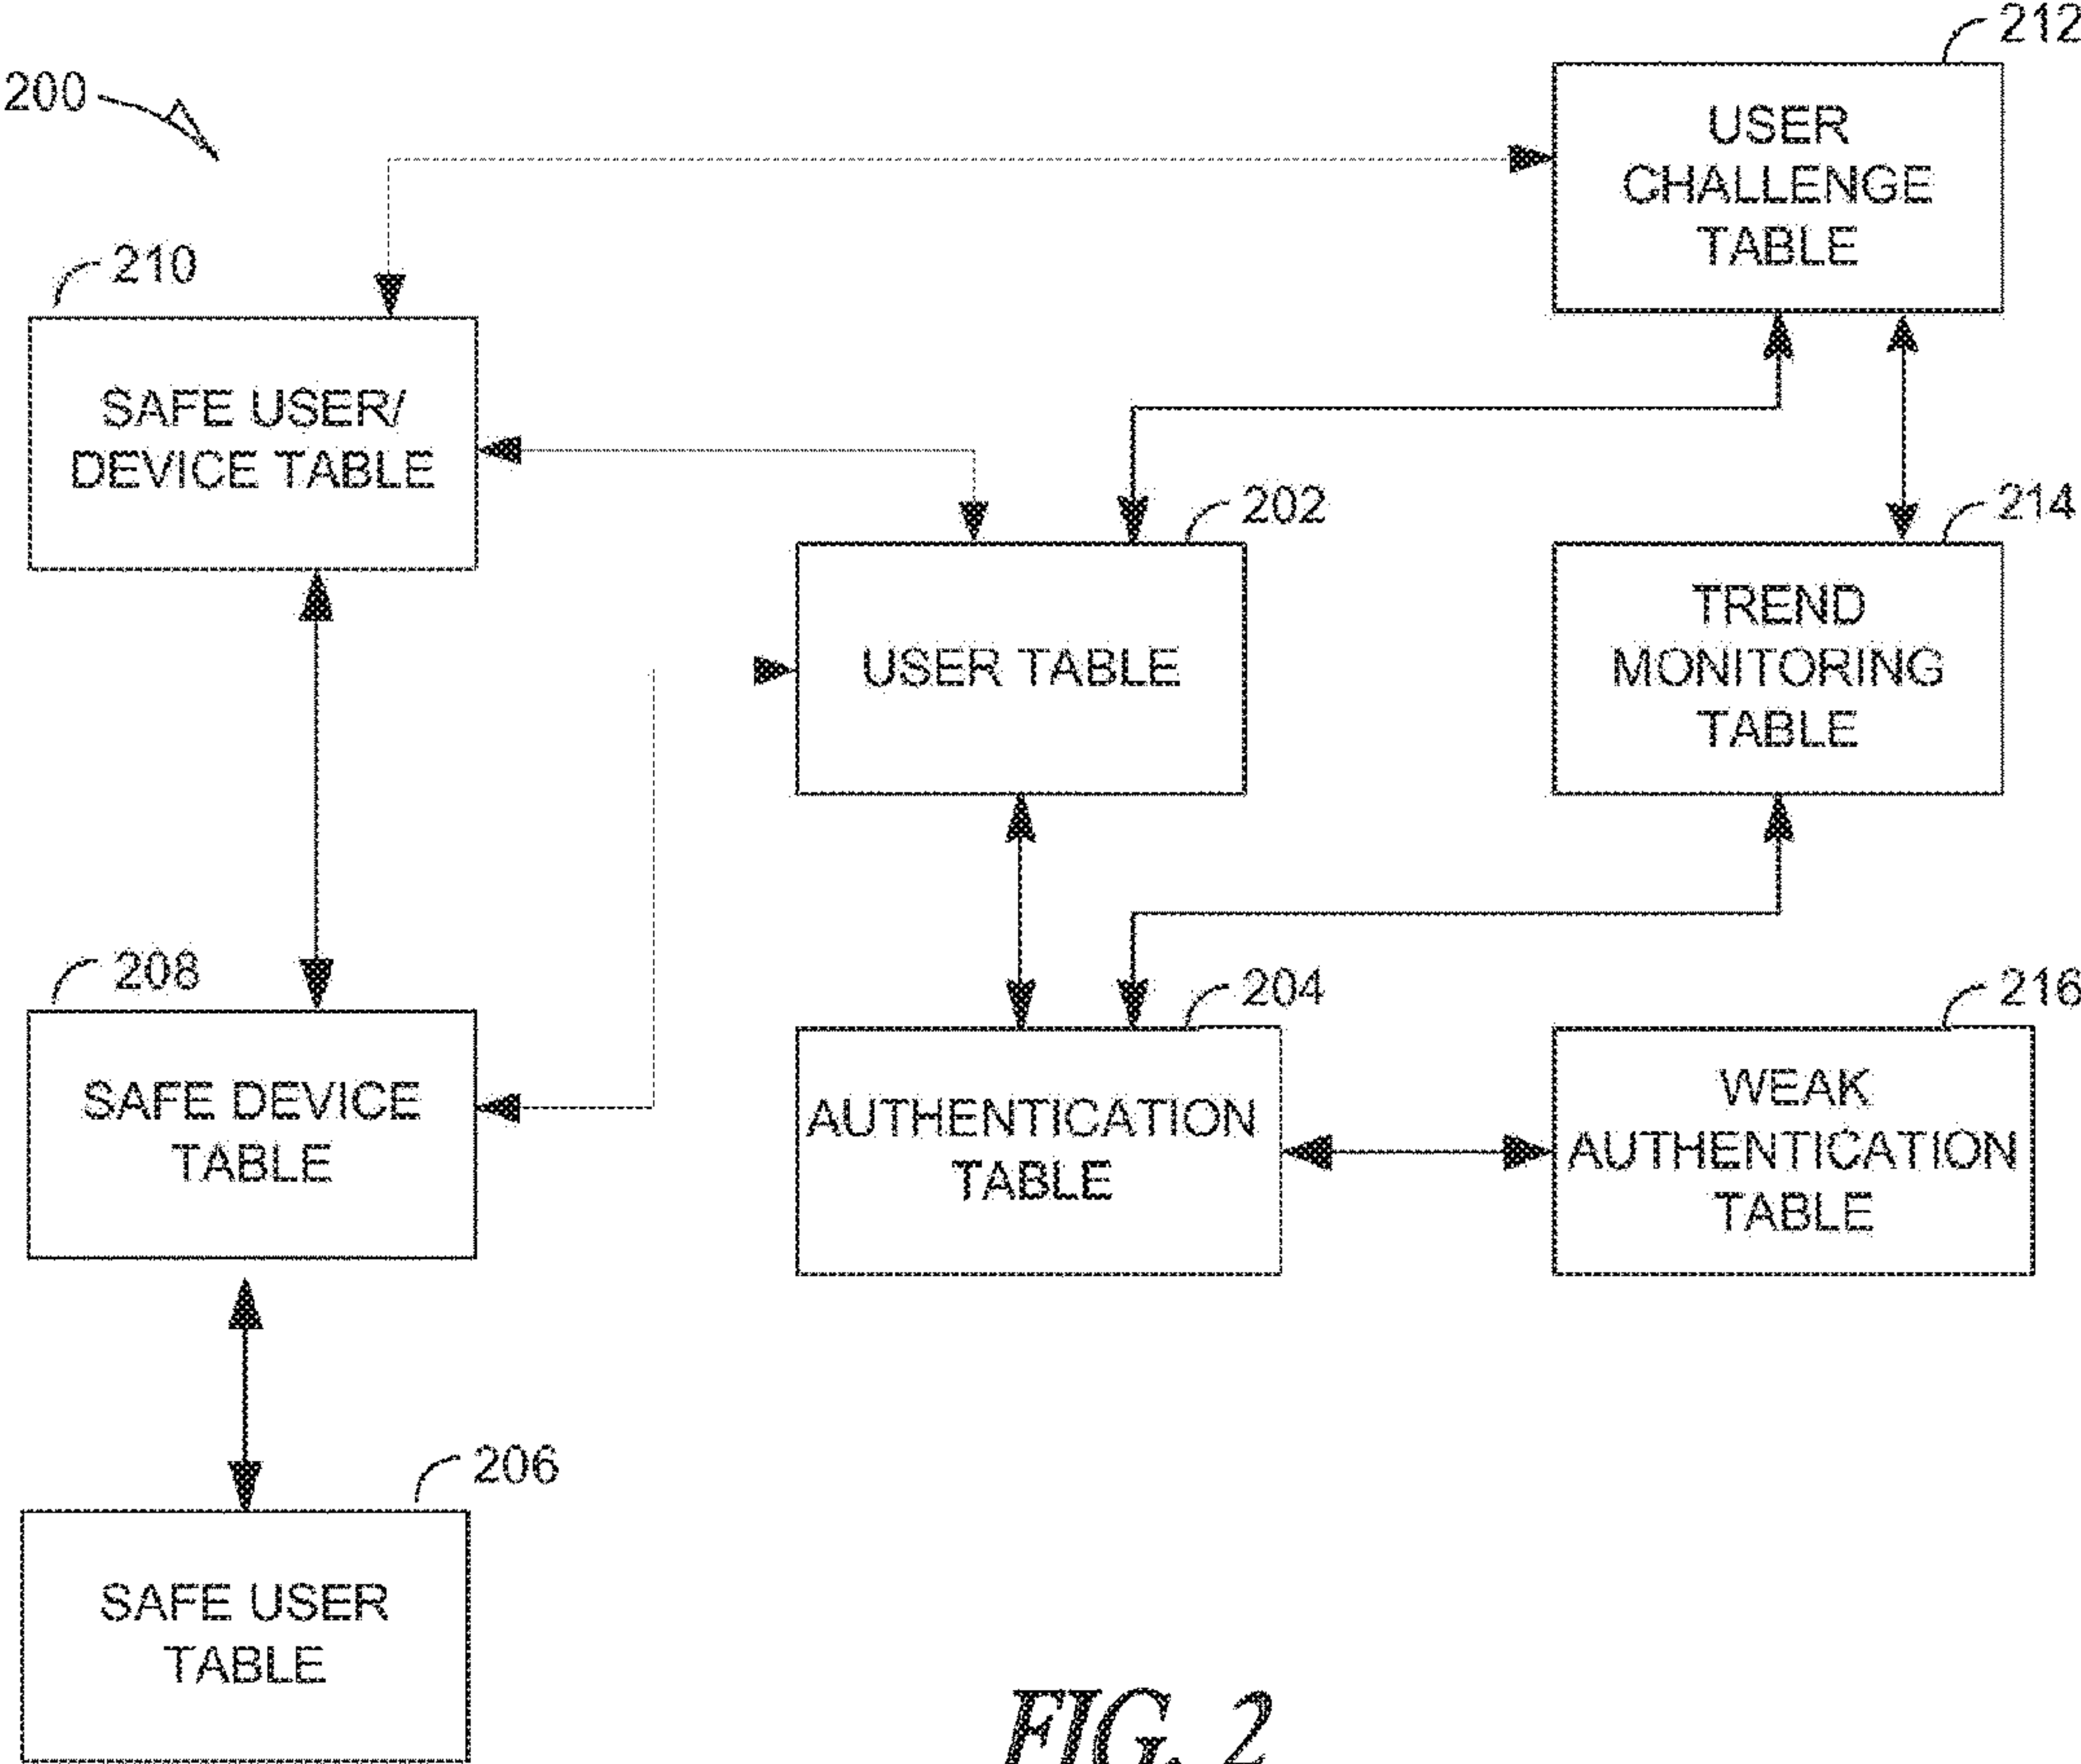 212
200
USER
CHALLENGE
TABLE
210
SAFE USER/
DEVICE TABLE
202
214
USER TABLE
TREND
MONITORING
TABLE
208
204
216
SAFE DEVICE
TABLE
AUTHENTICATION
TABLE
WEAK
AUTHENTICATION
TABLE
206
SAFE USER
TABLE
FIG. 2